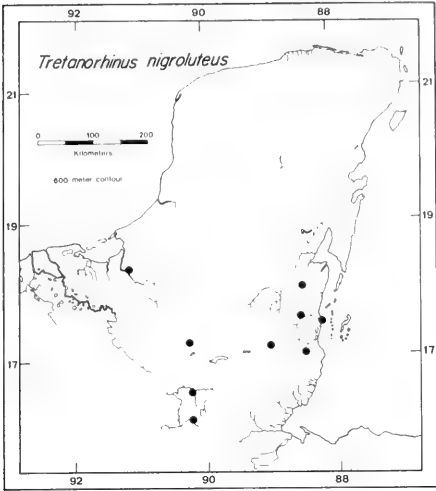 92 90 88
Tretanorhinus nigroluteus
21 21
0 100 200
Kilometers
600 meter contour
19 19
17 17
92 90 88